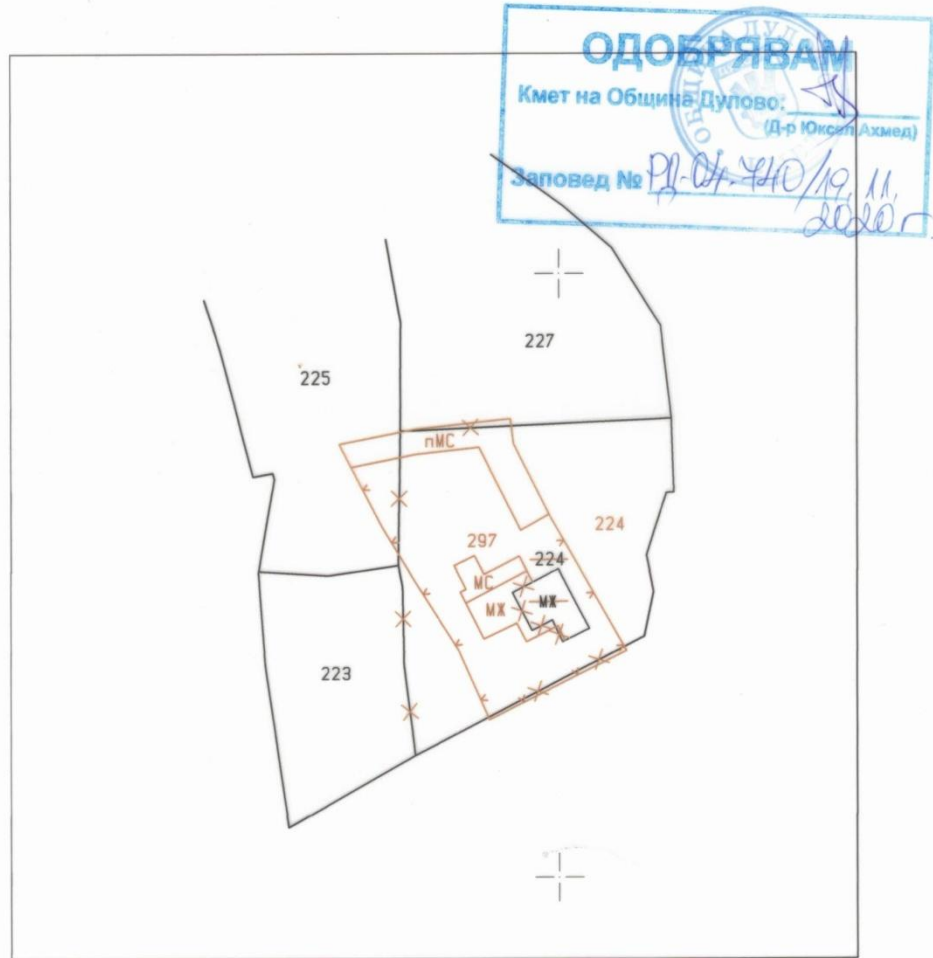 ОДОБРЯВАМ
Кмет на Община Дулово:
(Д-р Юксел Ахмед)
Заповед № РД-04-740/19.11.
2020 г.
227
225
пМС
224
297
224
МС
МЖ
МЖ
223